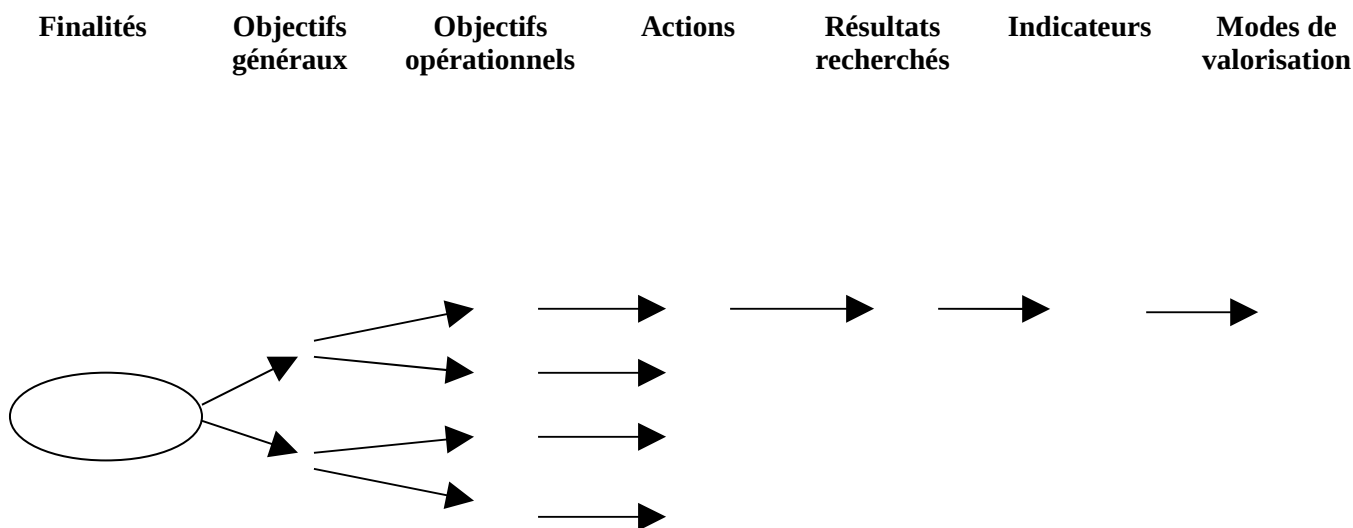 Finalités
Objectifs
généraux
Objectifs
opérationnels
Actions
Résultats
recherchés
Indicateurs
Modes de
valorisation